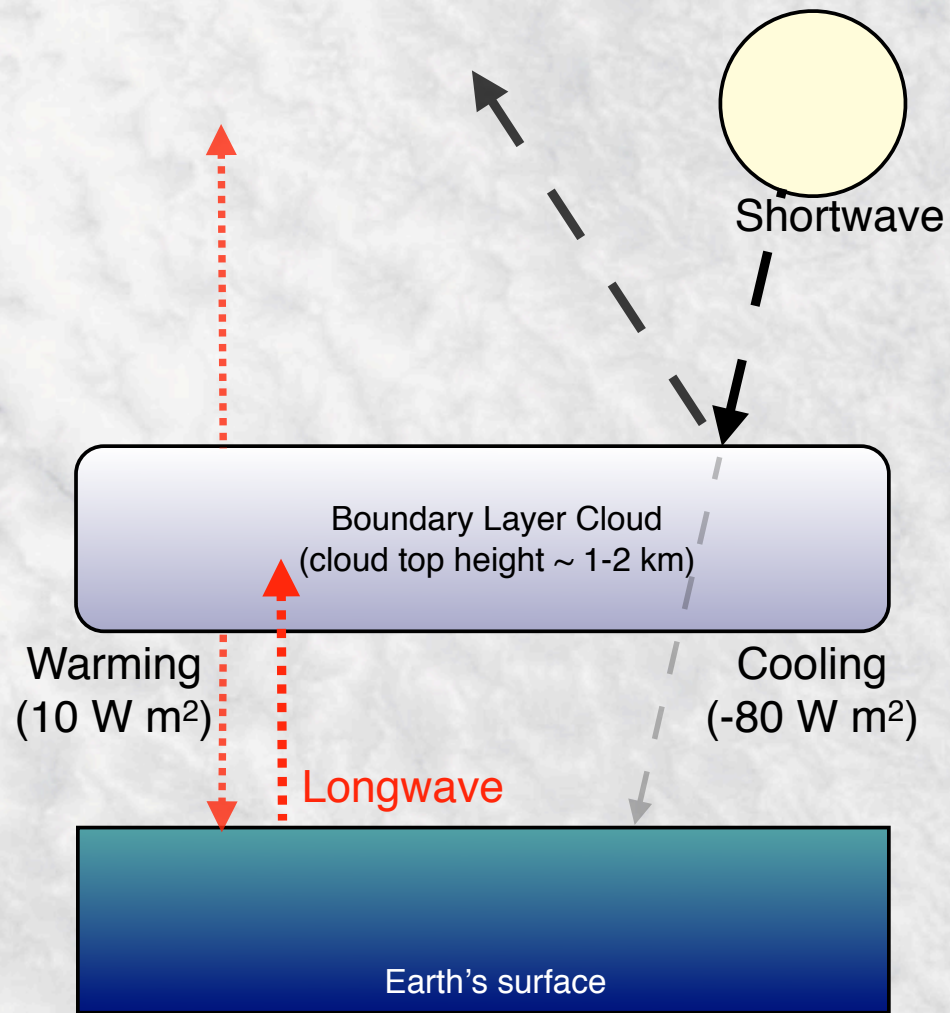 Shortwave
Boundary Layer Cloud
(cloud top height ~ 1-2 km)
Warming
(10 W m²)
Cooling
(-80 W m²)
Longwave
Earth's surface